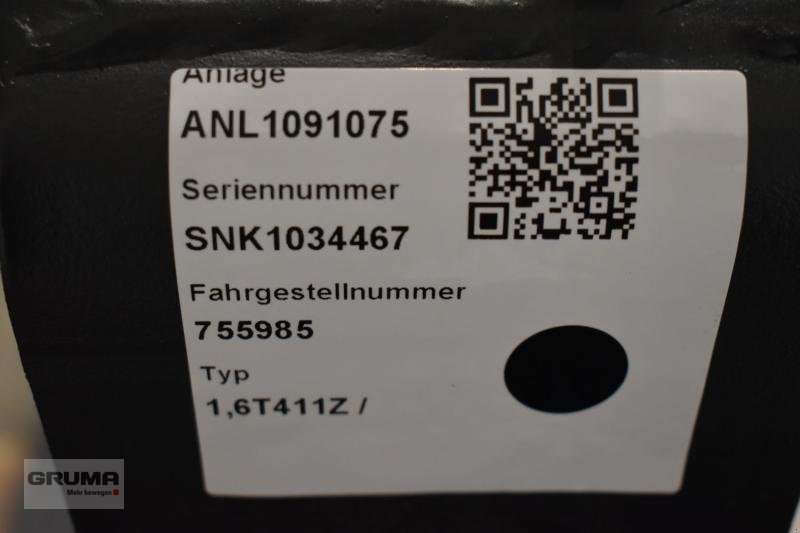 Anlage
ANL1091075
Seriennummer
SNK1034467
Fahrgestellnummer
755985
Typ
1,6T411Z /
GRUMA
Mehr bewegen